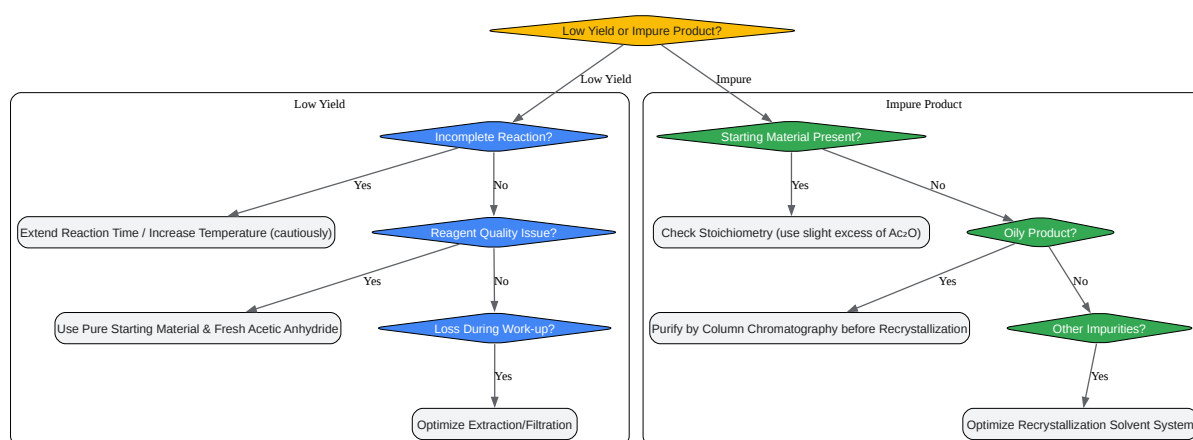 Low Yield or Impure Product?
Low Yield
Impure
Low Yield
Impure Product
Incomplete Reaction?
Starting Material Present?
Yes
No
Yes
No
Extend Reaction Time / Increase Temperature (cautiously)
Reagent Quality Issue?
Check Stoichiometry (use slight excess of Ac₂O)
Oily Product?
Yes
No
Yes
No
Use Pure Starting Material & Fresh Acetic Anhydride
Loss During Work-up?
Purify by Column Chromatography before Recrystallization
Other Impurities?
Yes
Yes
Optimize Extraction/Filtration
Optimize Recrystallization Solvent System